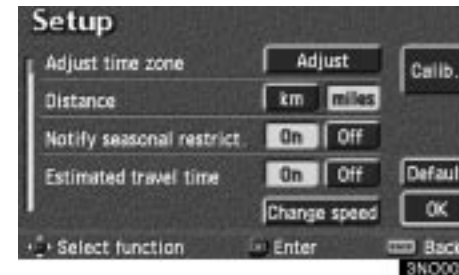 Setup
Adjust time zone Adjust Calib.
Distance km miles
Notify seasonal restrict. On Off
Estimated travel time On Off Defaul
Change speed OK
Select function Enter Back
3NO00